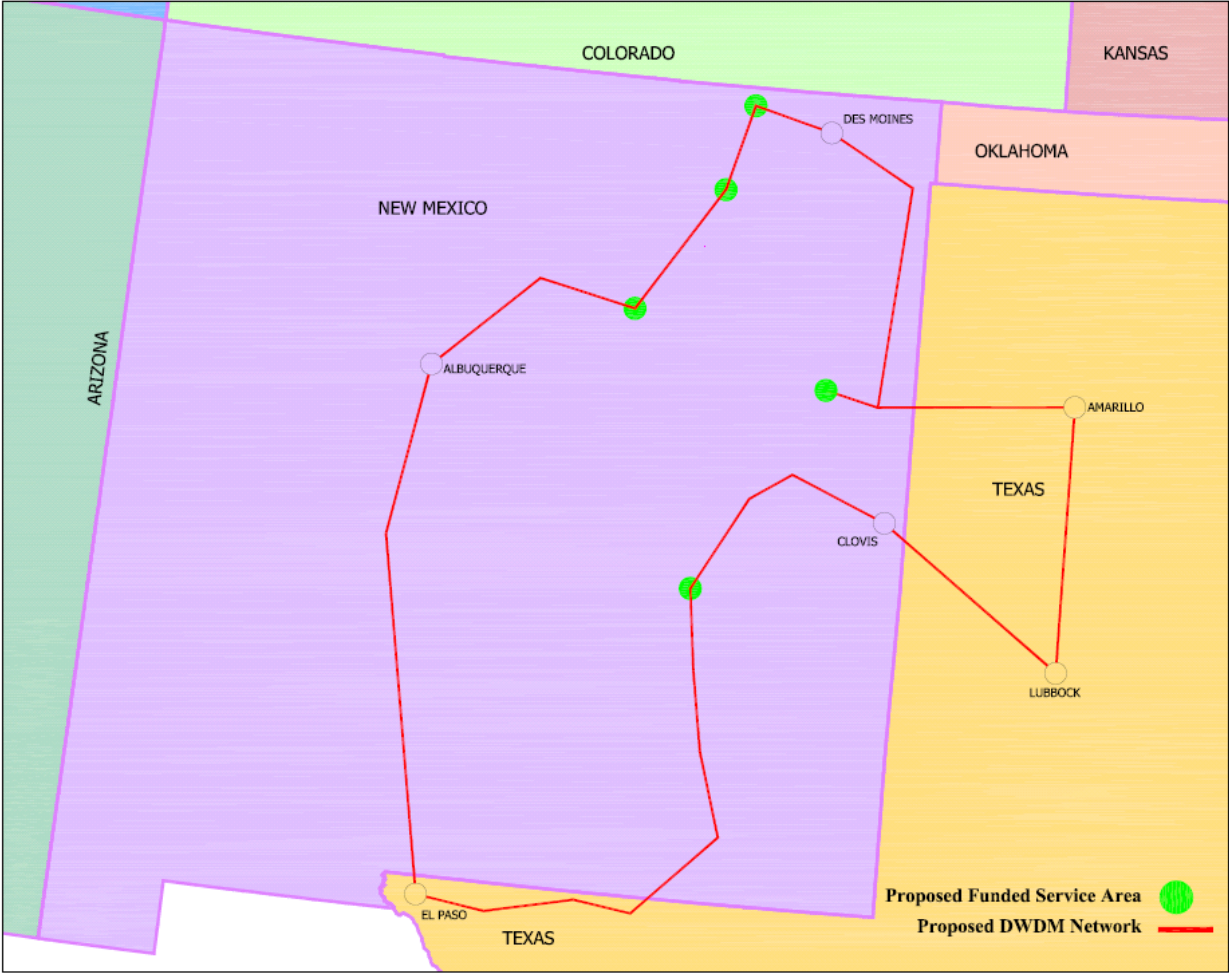 COLORADO
KANSAS
DES MOINES
OKLAHOMA
NEW MEXICO
ARIZONA
ALBUQUERQUE
AMARILLO
TEXAS
CLOVIS
LUBBOCK
Proposed Funded Service Area
EL PASO
Proposed DWDM Network
TEXAS